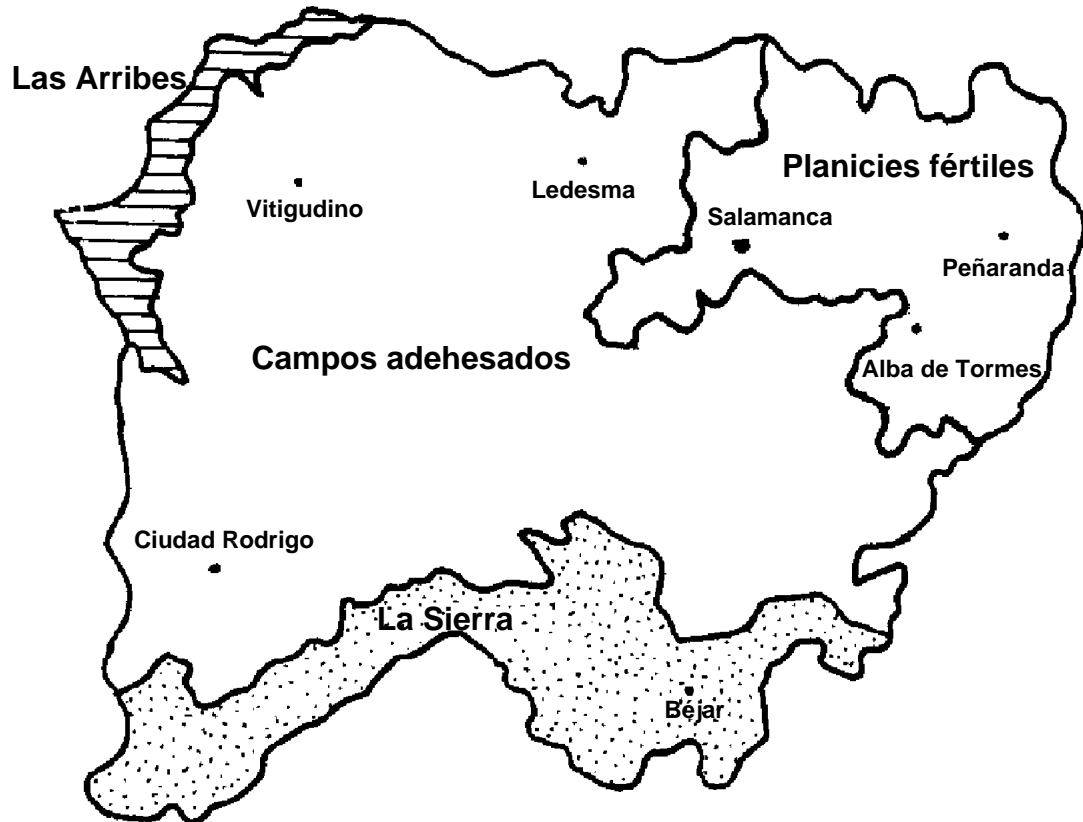 Las Arribes
Planicies fértiles
Ledesma
Vitigudino
Salamanca
Peñaranda
Campos adehesados
Alba de Tormes
Ciudad Rodrigo
La Sierra
Béjar